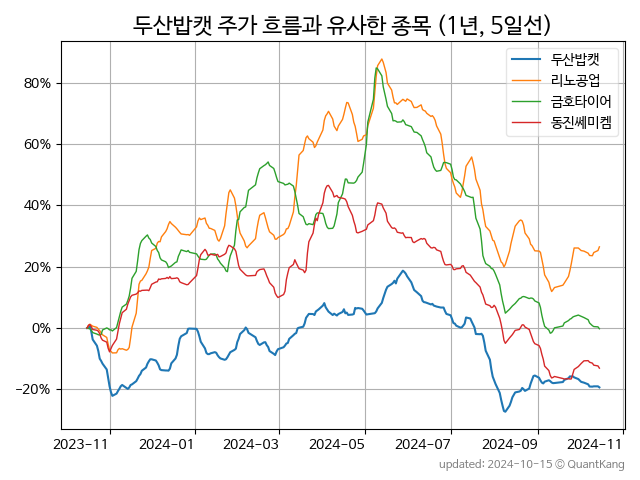 두산밥캣 주가 흐름과 유사한 종목 (1년, 5일선)
두산밥캣
리노공업
금호타이어
동진쎄미켐
80%
60%
40%
20%
0%
−20%
2023−11
2024−01
2024−03
2024−05
2024−07
2024−09
2024−11
updated: 2024-10-15 © QuantKang